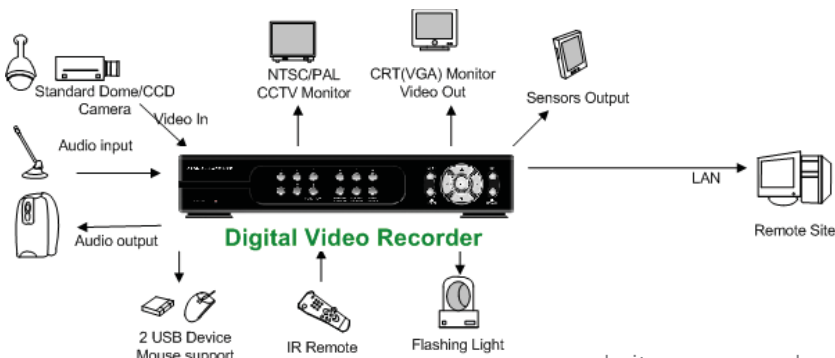 NTSC/PAL
CCTV Monitor
CRT(VGA) Monitor
Video Out
Sensors Output
Standard Dome/CCD
Camera
Video In
Audio input
LAN
Remote Site
Audio output
Digital Video Recorder
2 USB Device
Mouse support
IR Remote
Flashing Light